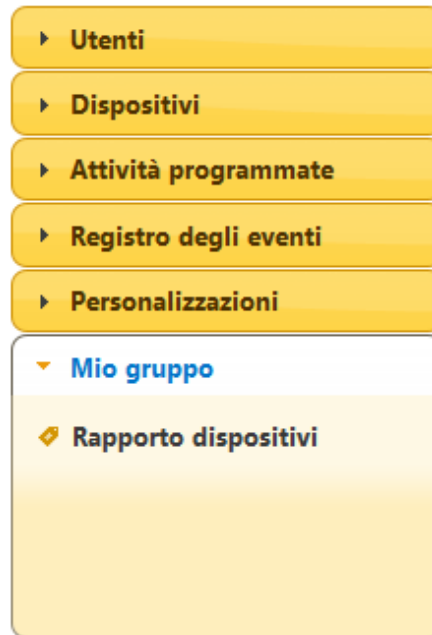 Utenti
Dispositivi
Attività programmate
Registro degli eventi
Personalizzazioni
Mio gruppo
Rapporto dispositivi